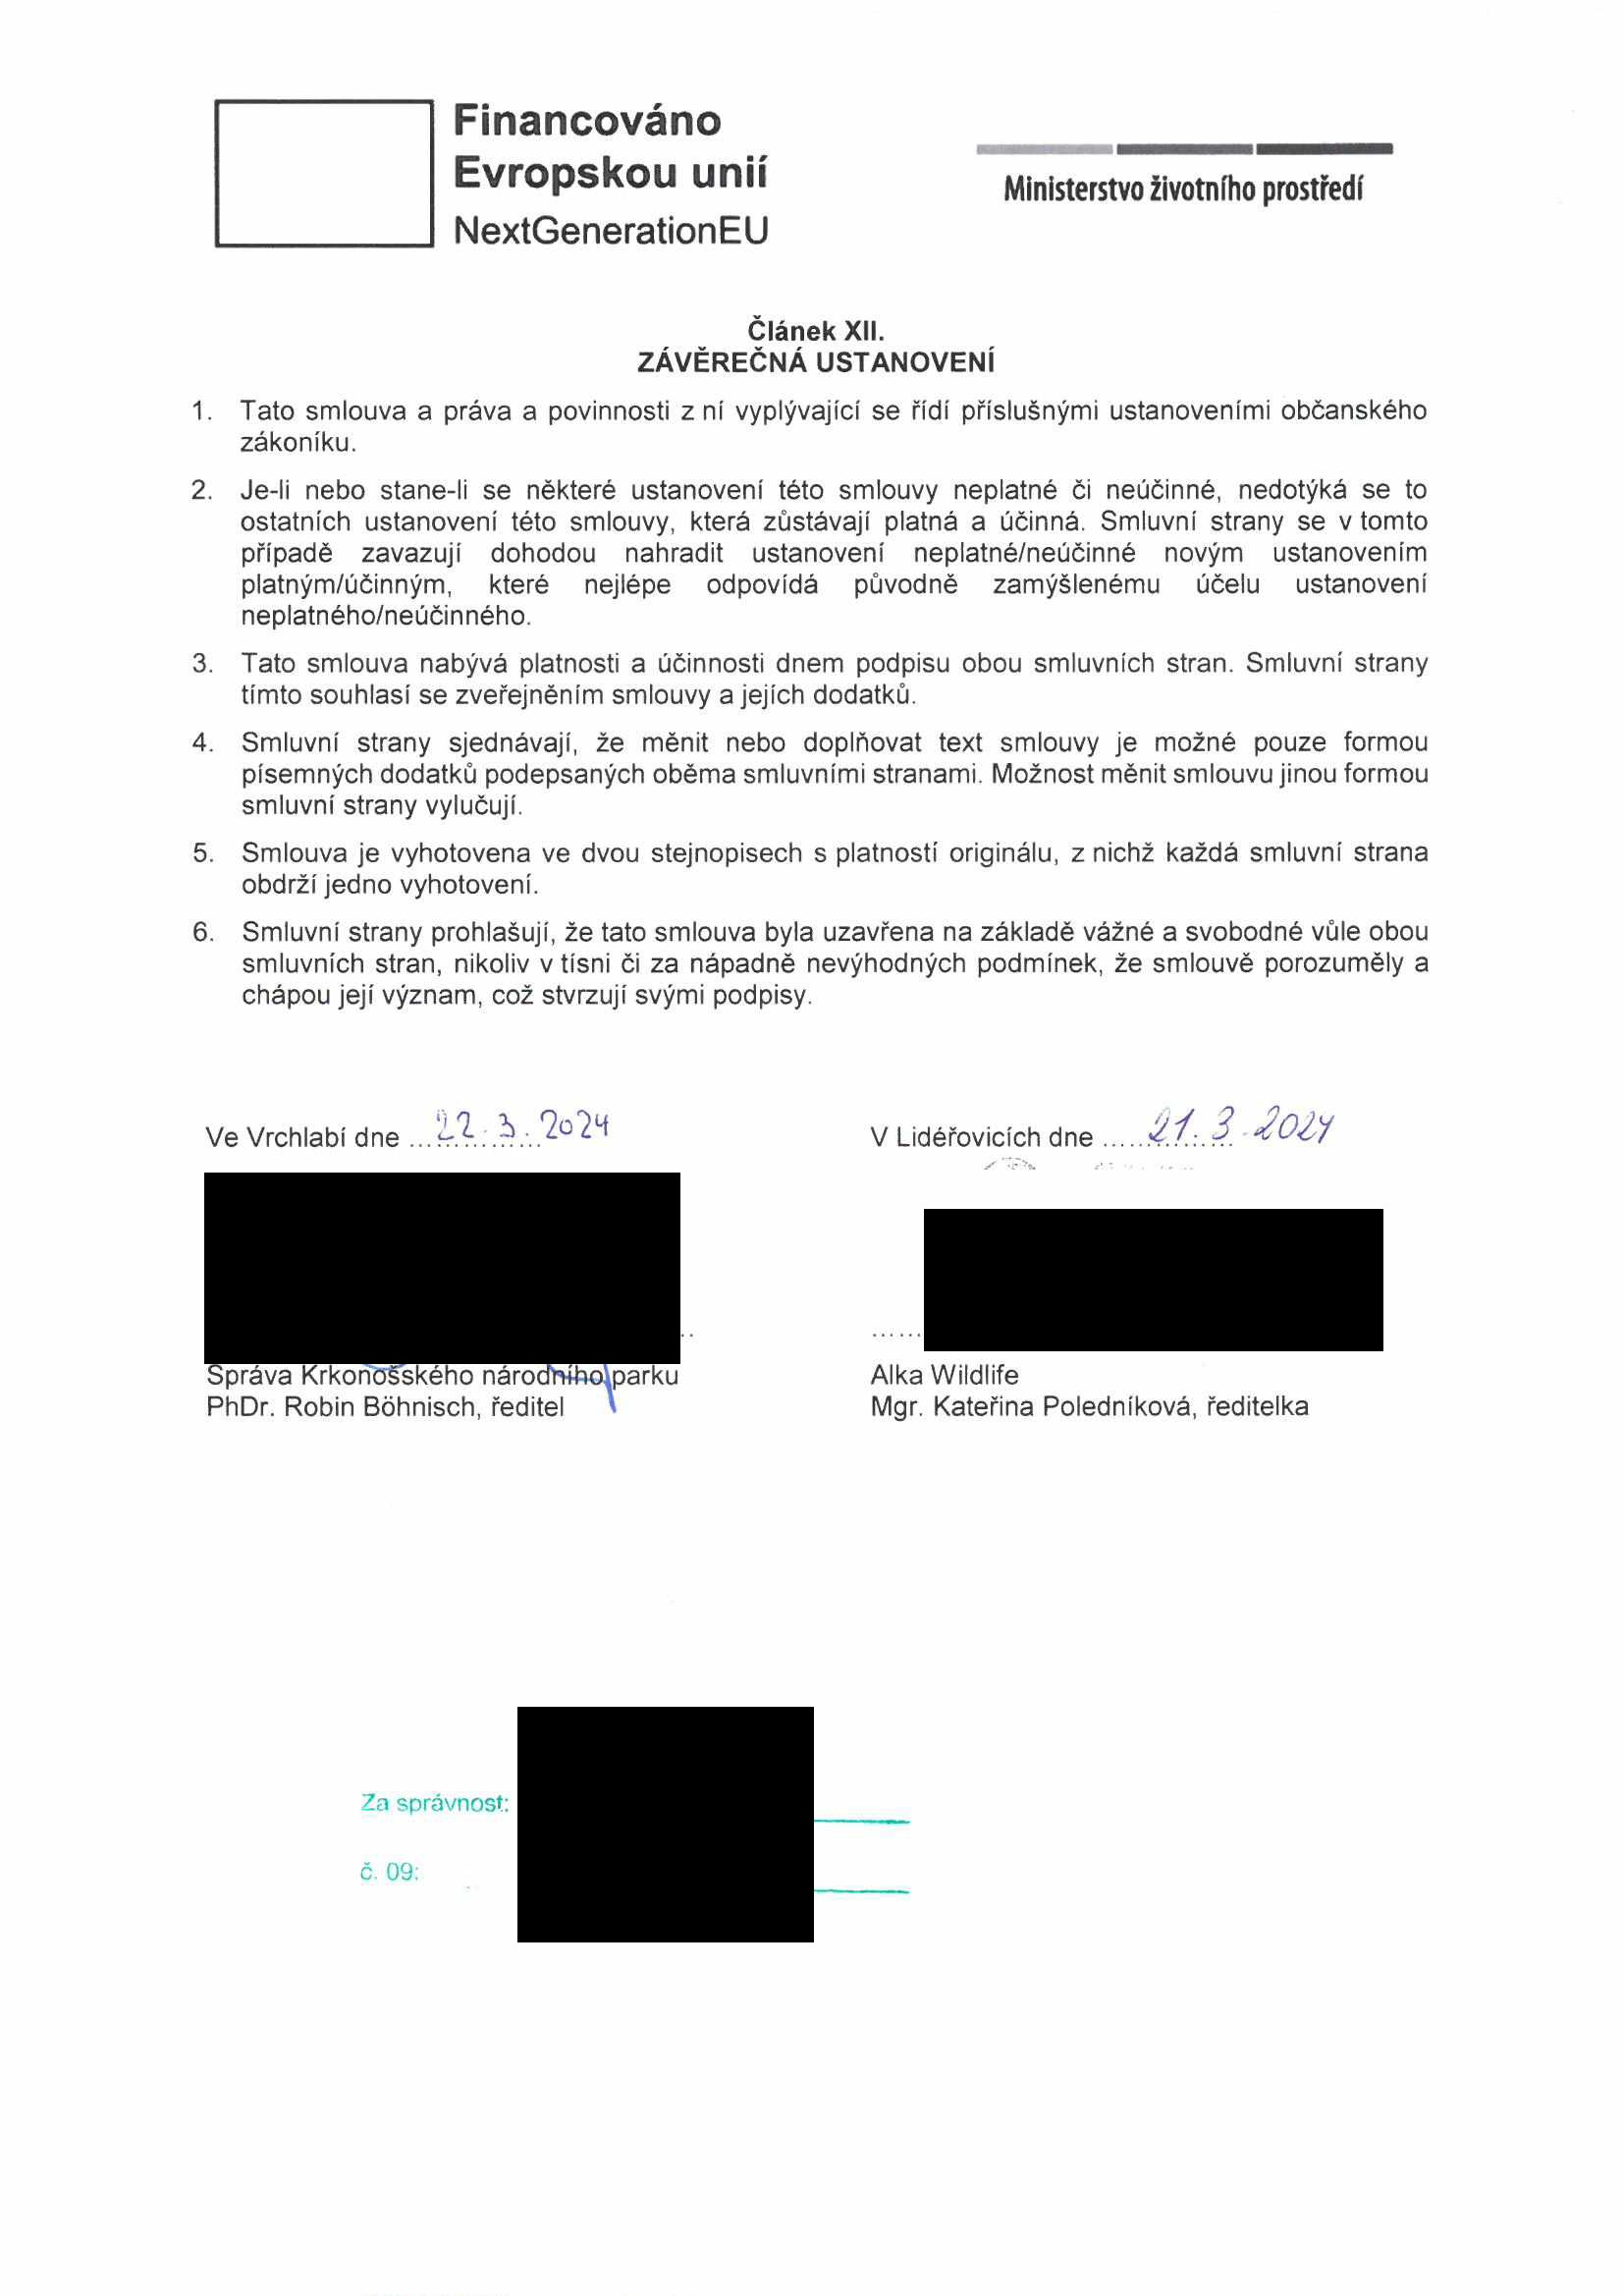 Financováno
Evropskou unií
NextGenerationEU
Ministerstvo životního prostředí
Článek XII.
ZÁVĚREČNÁ USTANOVENÍ
1. Tato smlouva a práva a povinnosti z ní vyplývající se řídí příslušnými ustanoveními občanského
zákoníku.
2. Je-li nebo stane-li se některé ustanovení této smlouvy neplatné či neúčinné, nedotýká se to
ostatních ustanovení této smlouvy, která zůstávají platná a účinná. Smluvní strany se v tomto
případě zavazují dohodou nahradit ustanovení neplatné/neúčinné novým ustanovením
platným/účinným, které nejlépe odpovídá původně zamýšlenému účelu ustanovení
neplatného/neúčinného.
3. Tato smlouva nabývá platnosti a účinnosti dnem podpisu obou smluvních stran. Smluvní strany
tímto souhlasí se zveřejněním smlouvy a jejích dodatků.
4. Smluvní strany sjednávají, že měnit nebo doplňovat text smlouvy je možné pouze formou
písemných dodatků podepsaných oběma smluvními stranami. Možnost měnit smlouvu jinou formou
smluvní strany vylučují.
5. Smlouva je vyhotovena ve dvou stejnopisech s platností originálu, z nichž každá smluvní strana
obdrží jedno vyhotovení.
6. Smluvní strany prohlašují, že tato smlouva byla uzavřena na základě vážné a svobodné vůle obou
smluvních stran, nikoliv v tísni či za nápadně nevýhodných podmínek, že smlouvě porozuměly a
chápou její význam, což stvrzují svými podpisy.
Ve Vrchlabí dne 22.3.2024
V Lidéřovicích dne 21.3.2024
Správa Krkonošského národního parku
PhDr. Robin Böhnisch, ředitel
Alka Wildlife
Mgr. Kateřina Poledníková, ředitelka
Za správnost:
č. 09: